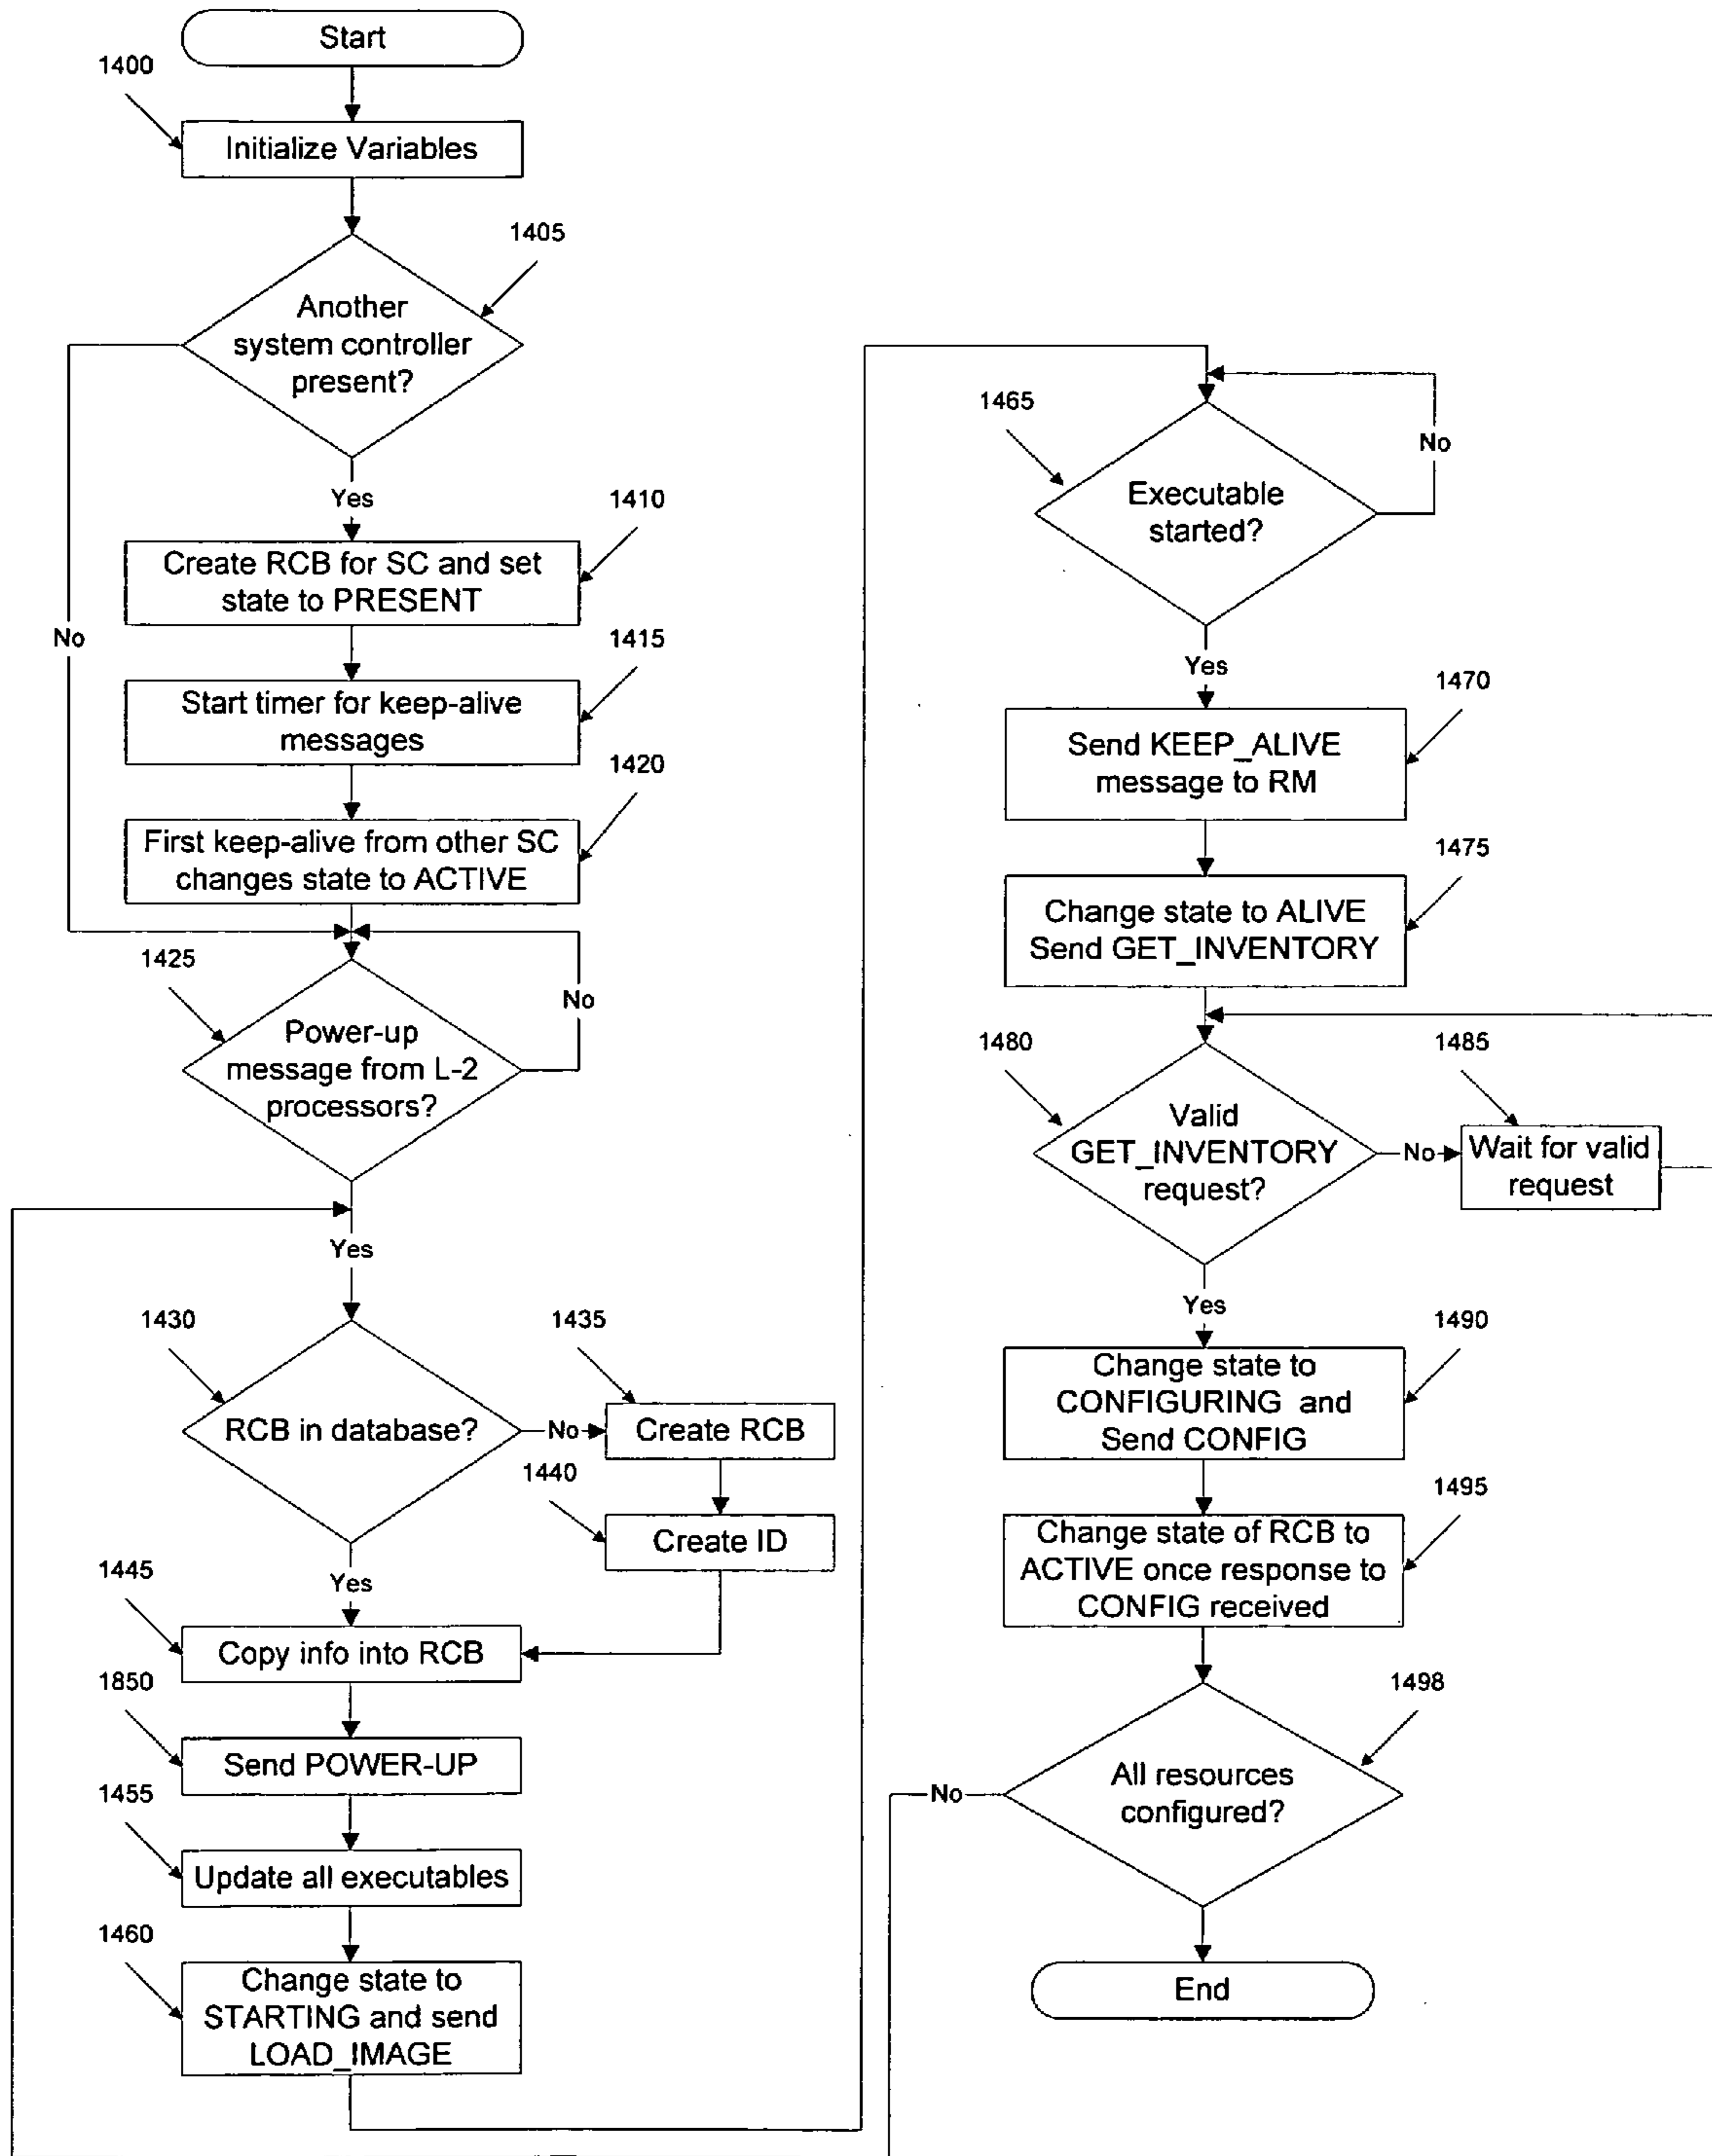 Start
1400
Initialize Variables
1405
Another
system controller
present?
No
Yes
1410
Create RCB for SC and set
state to PRESENT
1415
Start timer for keep-alive
messages
1420
First keep-alive from other SC
changes state to ACTIVE
1425
No
Power-up
message from L-2
processors?
Yes
1430
RCB in database?
No
1435
Create RCB
1440
Create ID
Yes
1445
Copy info into RCB
1850
Send POWER-UP
1455
Update all executables
1460
Change state to
STARTING and send
LOAD_IMAGE
1465
No
Executable
started?
Yes
1470
Send KEEP_ALIVE
message to RM
1475
Change state to ALIVE
Send GET_INVENTORY
1480
Valid
GET_INVENTORY
request?
No
1485
Wait for valid
request
Yes
1490
Change state to
CONFIGURING and
Send CONFIG
1495
Change state of RCB to
ACTIVE once response to
CONFIG received
1498
All resources
configured?
No
End